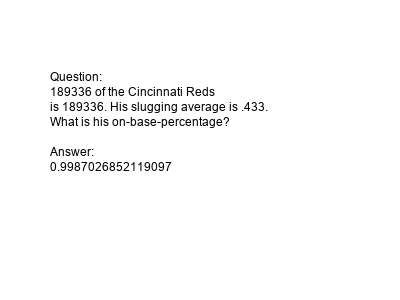 Question:
189336 of the Cincinnati Reds
is 189336. His slugging average is .433.
What is his on-base-percentage?
Answer:
0.9987026852119097